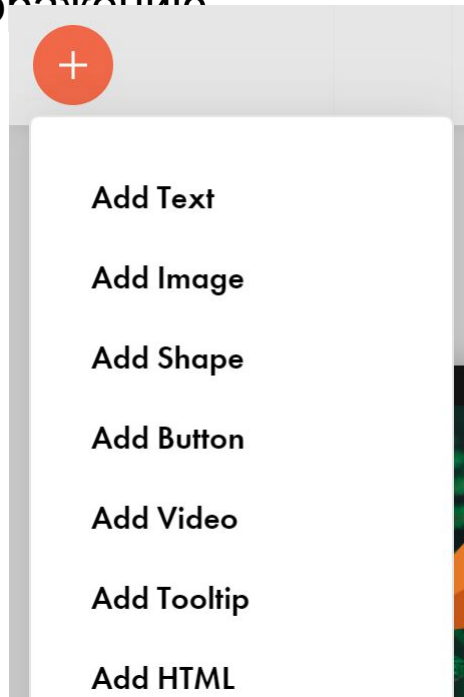 Add Text
Add Image
Add Shape
Add Button
Add Video
Add Tooltip
Add HTML